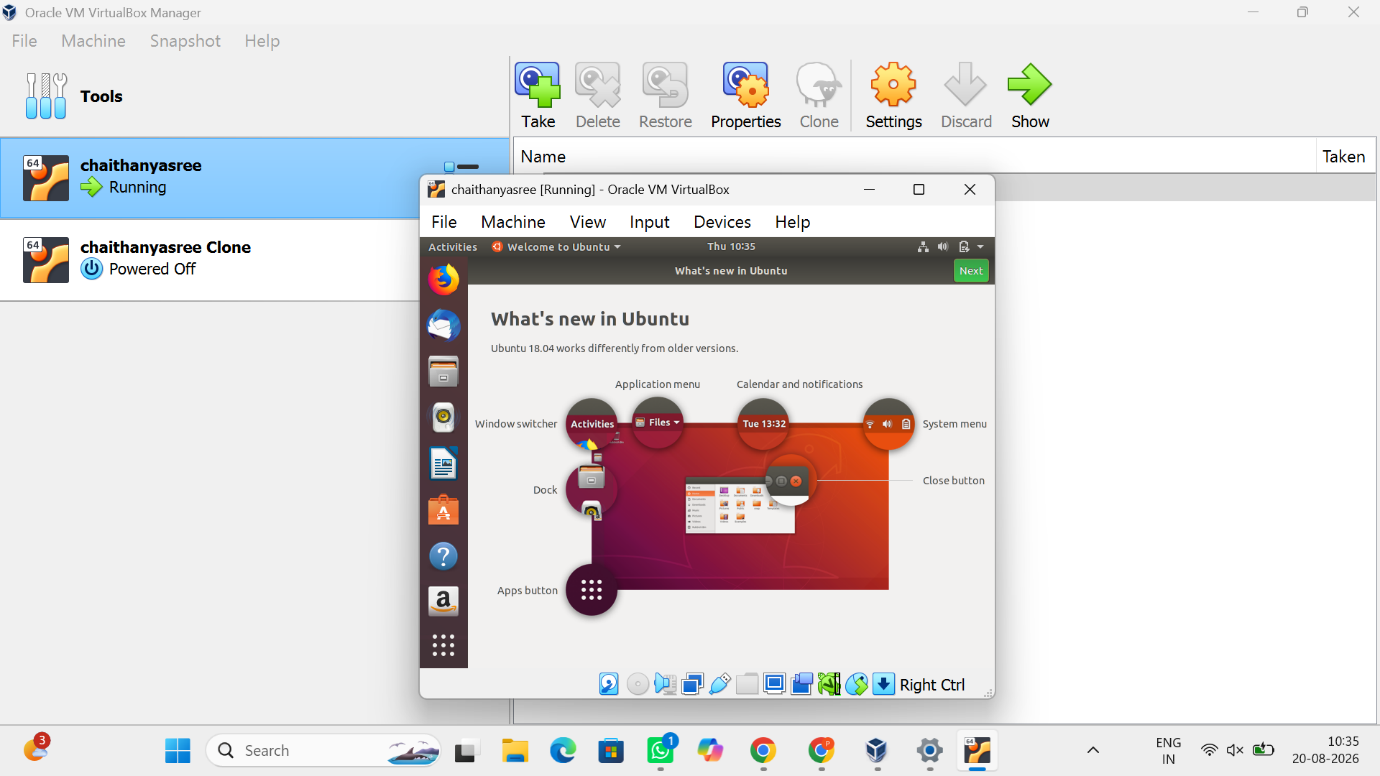 Oracle VM VirtualBox Manager
File Machine Snapshot Help
Tools
Take Delete Restore Properties Clone Settings Discard Show
64
chaithanyasree
Running
64
chaithanyasree Clone
Powered Off
Name Taken
64
chaithanyasree [Running] - Oracle VM VirtualBox
File Machine View Input Devices Help
Activities Welcome to Ubuntu Thu 10:35
What's new in Ubuntu Next
What's new in Ubuntu
Ubuntu 18.04 works differently from older versions.
Application menu Calendar and notifications
Window switcher Activities Files Tue 13:32 System menu
Close button
Dock
Apps button
Right Ctrl
3
Search
1
64
ENG
IN
10:35
20-08-2026